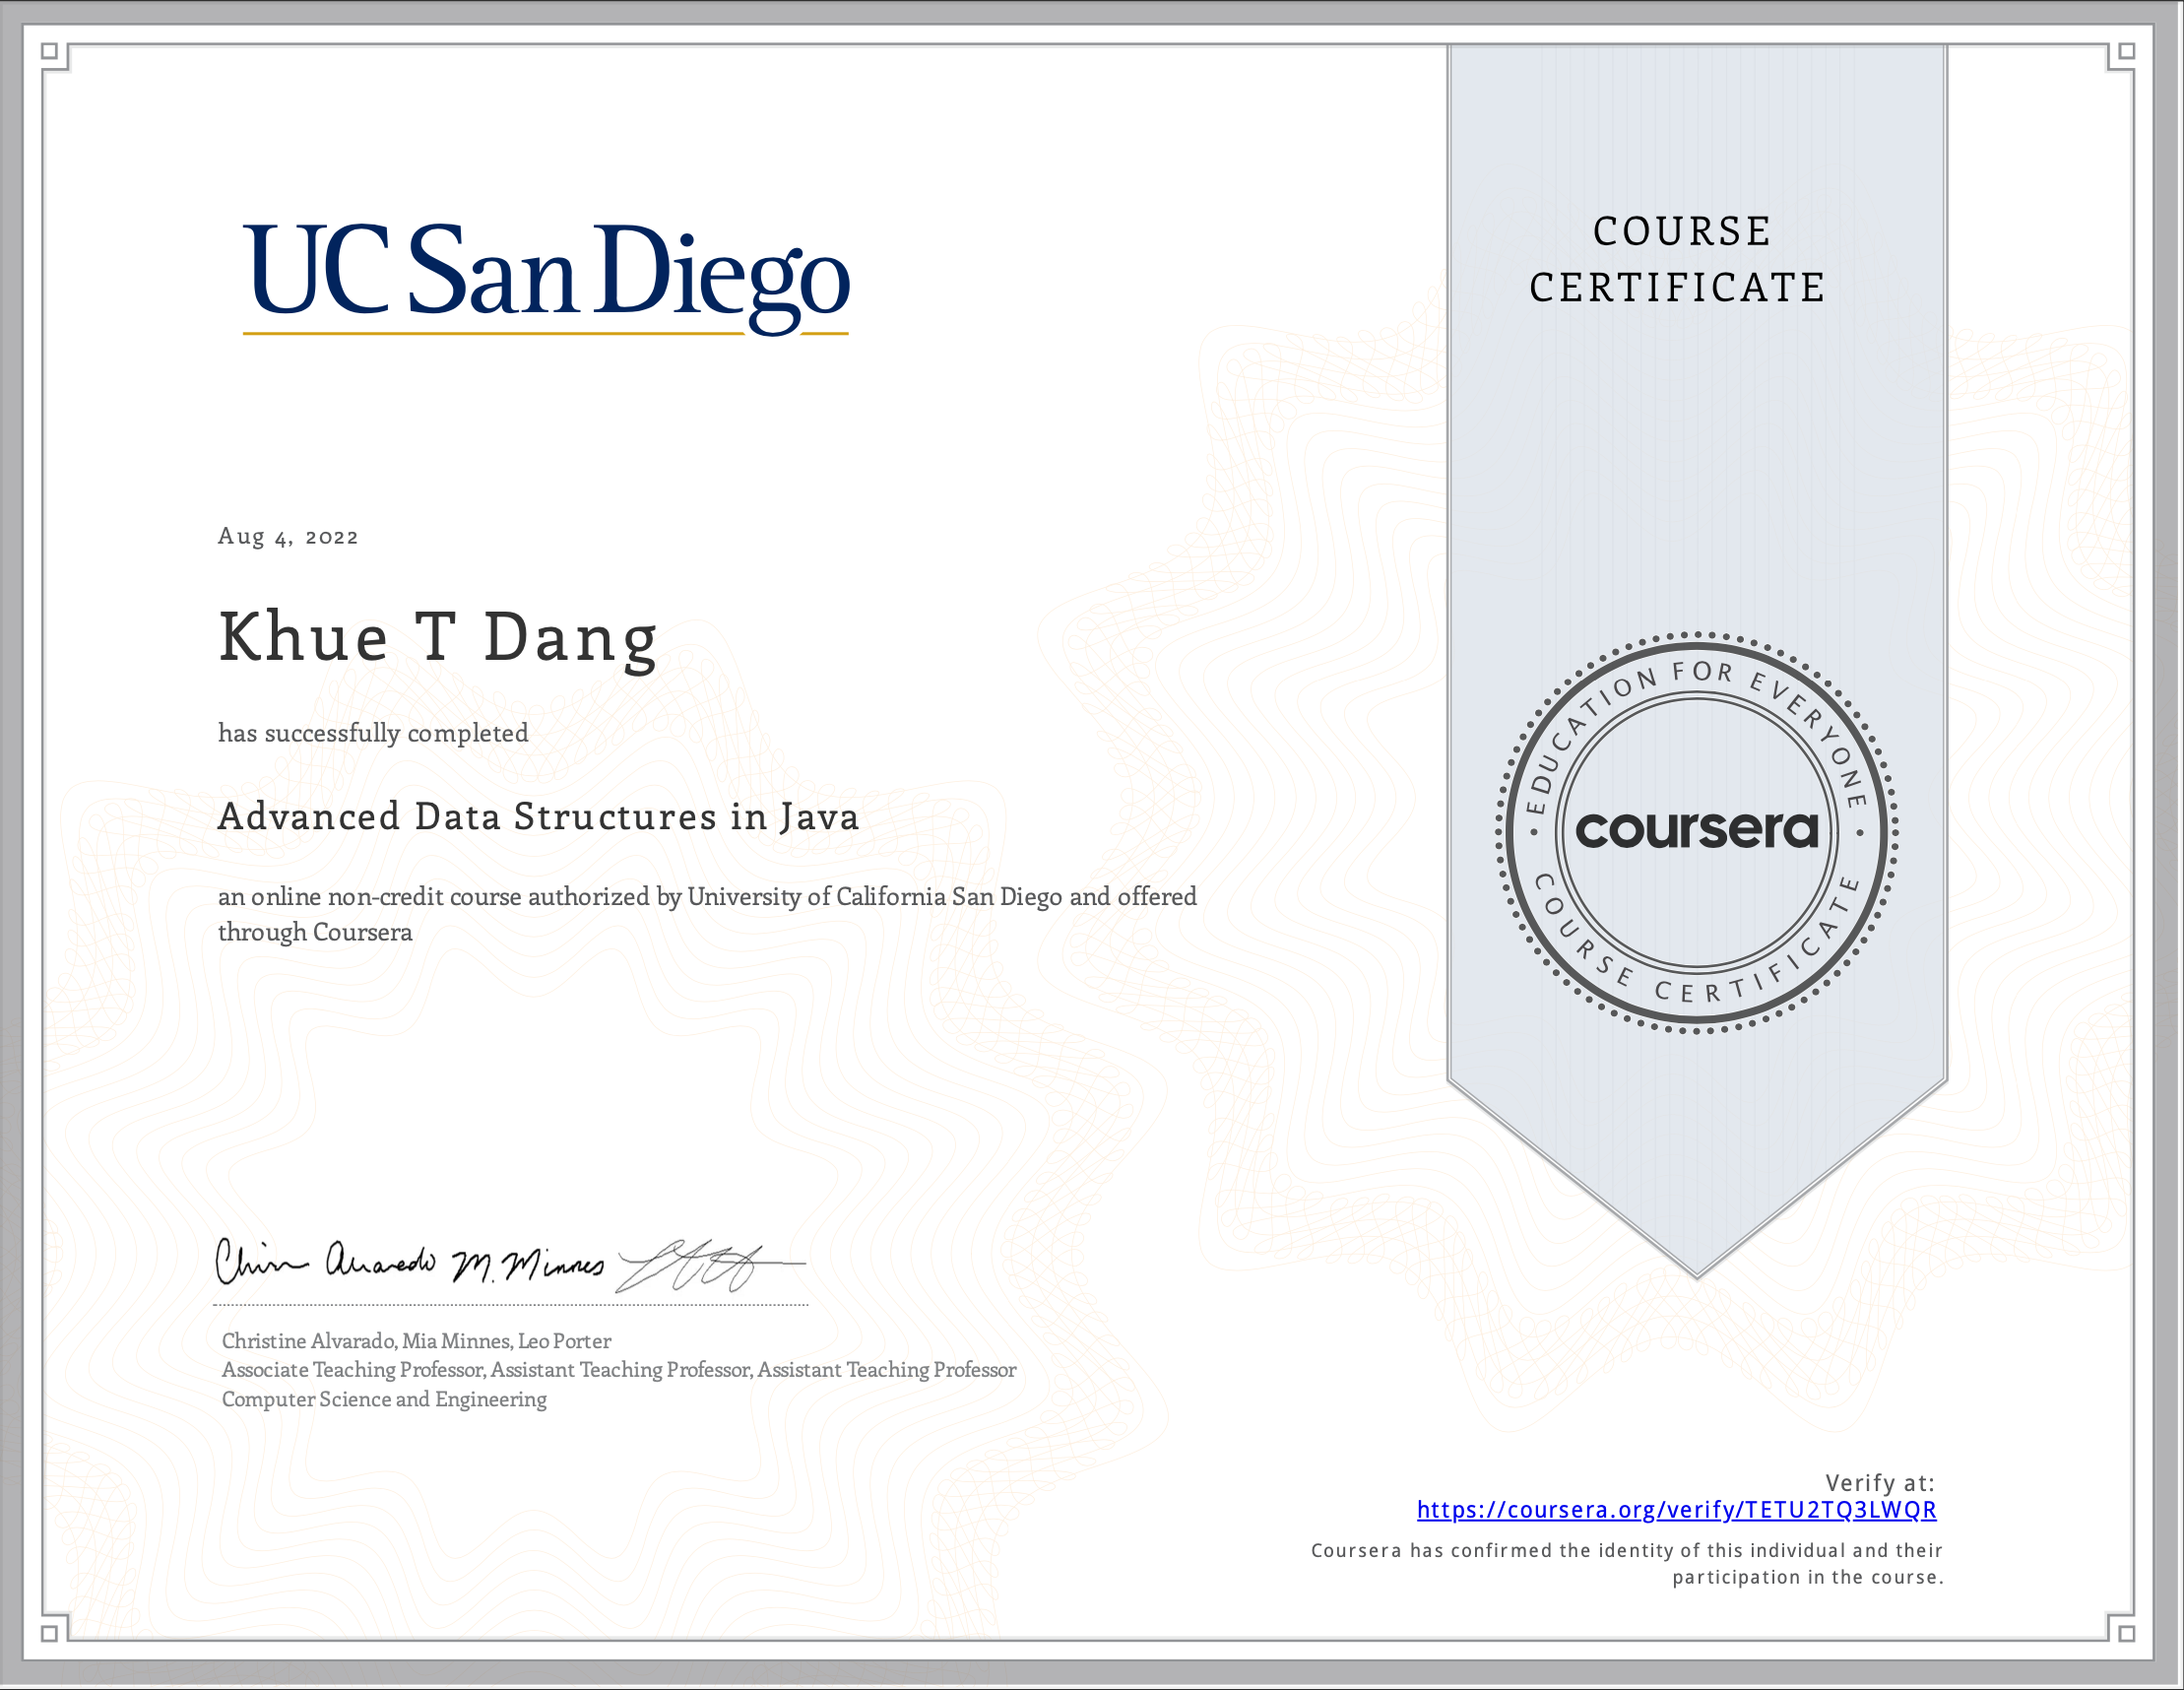 UC San Diego
COURSE
CERTIFICATE
Aug 4, 2022
Khue T Dang
has successfully completed
Advanced Data Structures in Java
an online non-credit course authorized by University of California San Diego and offered
through Coursera
EDUCATION FOR EVERYONE
coursera
COURSE CERTIFICATE
Christine Alvarado, Mia Minnes, Leo Porter
Associate Teaching Professor, Assistant Teaching Professor, Assistant Teaching Professor
Computer Science and Engineering
Verify at:
https://coursera.org/verify/TETU2TQ3LWQR
Coursera has confirmed the identity of this individual and their
participation in the course.